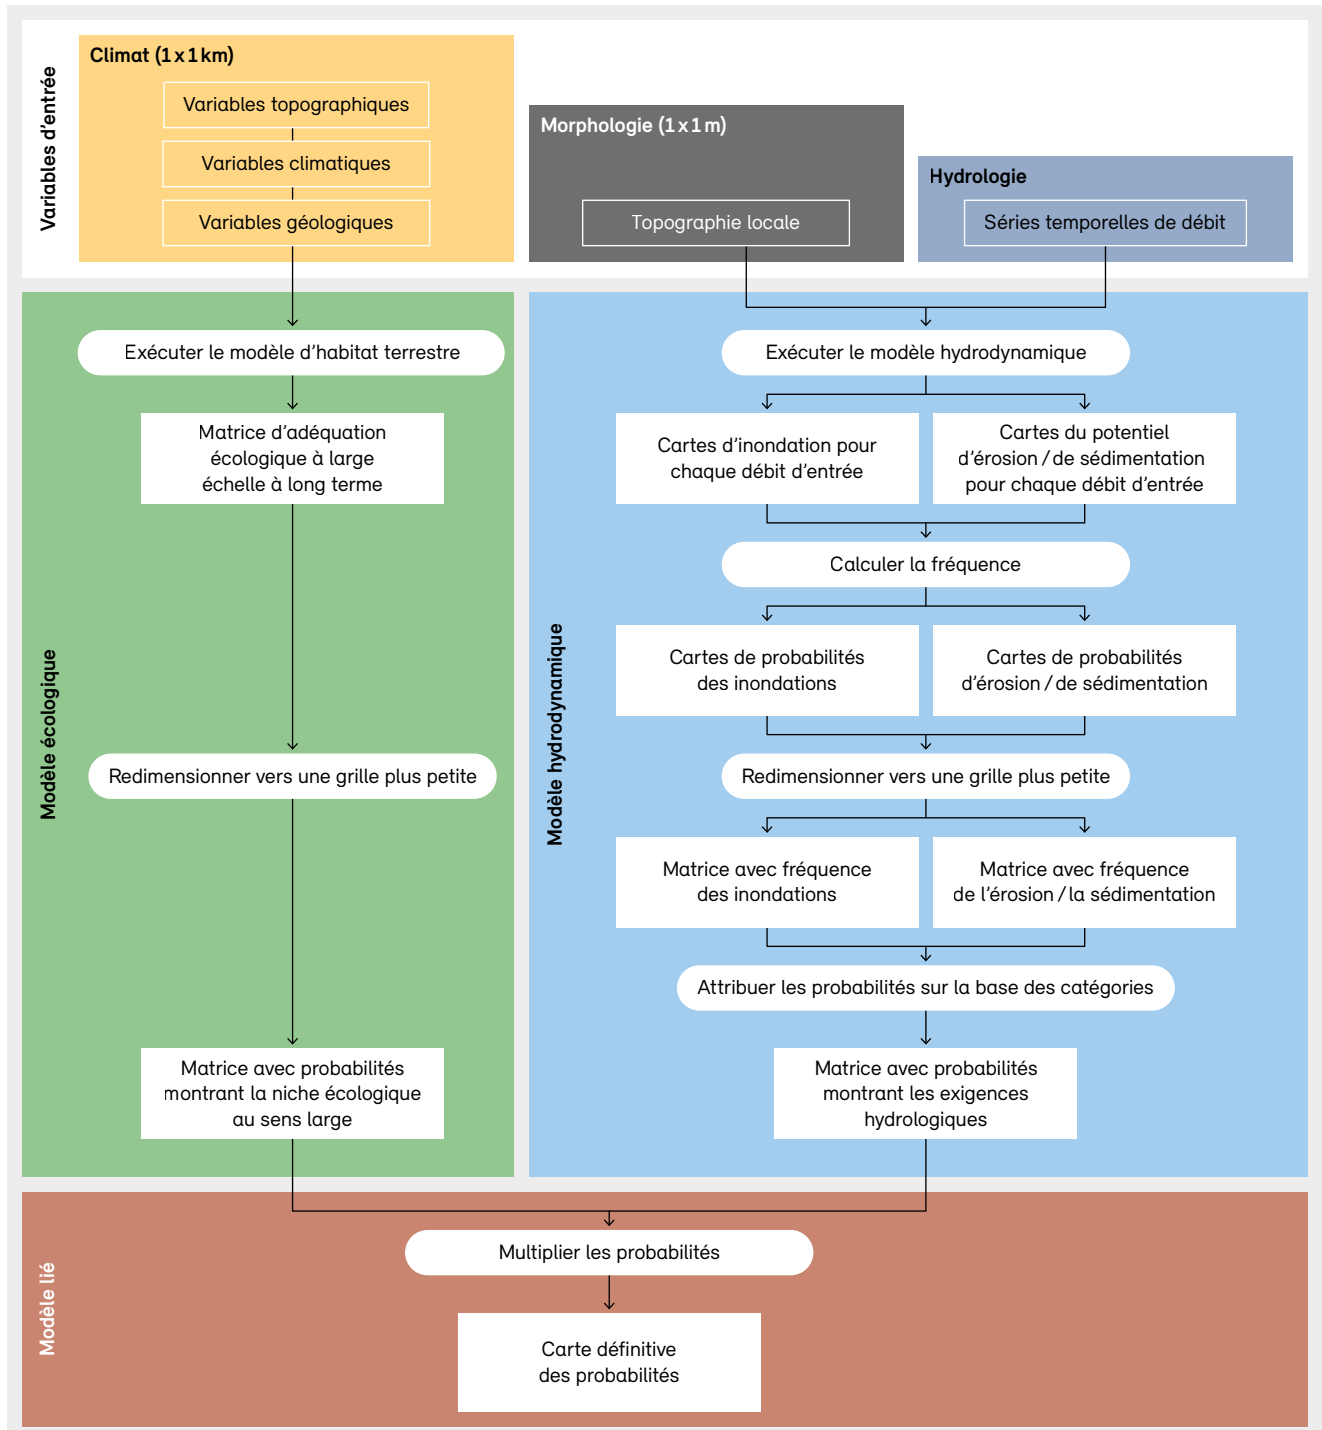 Variables d'entrée
Climat (1 x 1 km)
Variables topographiques
Variables climatiques
Variables géologiques
Morphologie (1 x 1 m)
Topographie locale
Hydrologie
Séries temporelles de débit
Modèle écologique
Exécuter le modèle d'habitat terrestre
Matrice d'adéquation
écologique à large
échelle à long terme
Redimensionner vers une grille plus petite
Matrice avec probabilités
montrant la niche écologique
au sens large
Modèle hydrodynamique
Exécuter le modèle hydrodynamique
Cartes d'inondation pour
chaque débit d'entrée
Cartes du potentiel
d'érosion / de sédimentation
pour chaque débit d'entrée
Calculer la fréquence
Cartes de probabilités
des inondations
Cartes de probabilités
d'érosion / de sédimentation
Redimensionner vers une grille plus petite
Matrice avec fréquence
des inondations
Matrice avec fréquence
de l'érosion / la sédimentation
Attribuer les probabilités sur la base des catégories
Matrice avec probabilités
montrant les exigences
hydrologiques
Modèle lié
Multiplier les probabilités
Carte définitive
des probabilités